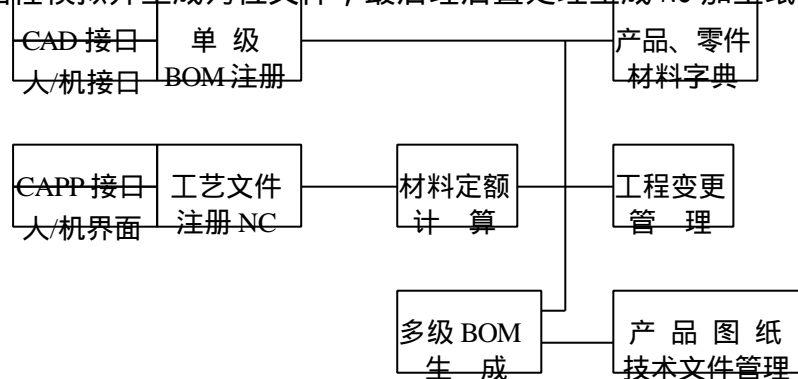 CAD 接口
人/机接口
单 级
BOM 注册
产品、零件
材料字典
CAPP 接口
人/机界面
工艺文件
注册 NC
材料定额
计 算
工程变更
管 理
多级 BOM
生 成
产 品 图 纸
技术文件管理